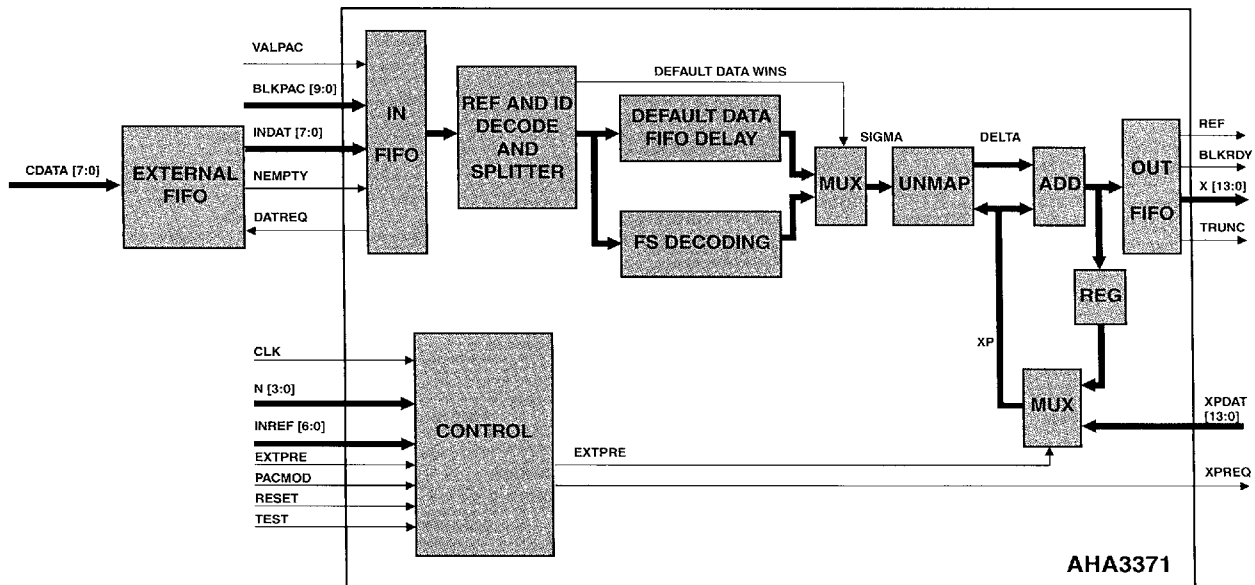 VALPAC
BLKPAC [9:0]
INDAT [7:0]
NEMPTY
DATREQ
CDATA [7:0]
EXTERNAL
FIFO
IN
FIFO
REF AND ID
DECODE
AND
SPLITTER
DEFAULT DATA WINS
DEFAULT DATA
FIFO DELAY
FS DECODING
MUX
SIGMA
UNMAP
DELTA
ADD
OUT
FIFO
REF
BLKRDY
X [13:0]
TRUNC
REG
XP
MUX
XPDAT
[13:0]
CLK
N [3:0]
INREF [6:0]
EXTPRE
PACMOD
RESET
TEST
CONTROL
EXTPRE
XPREQ
AHA3371